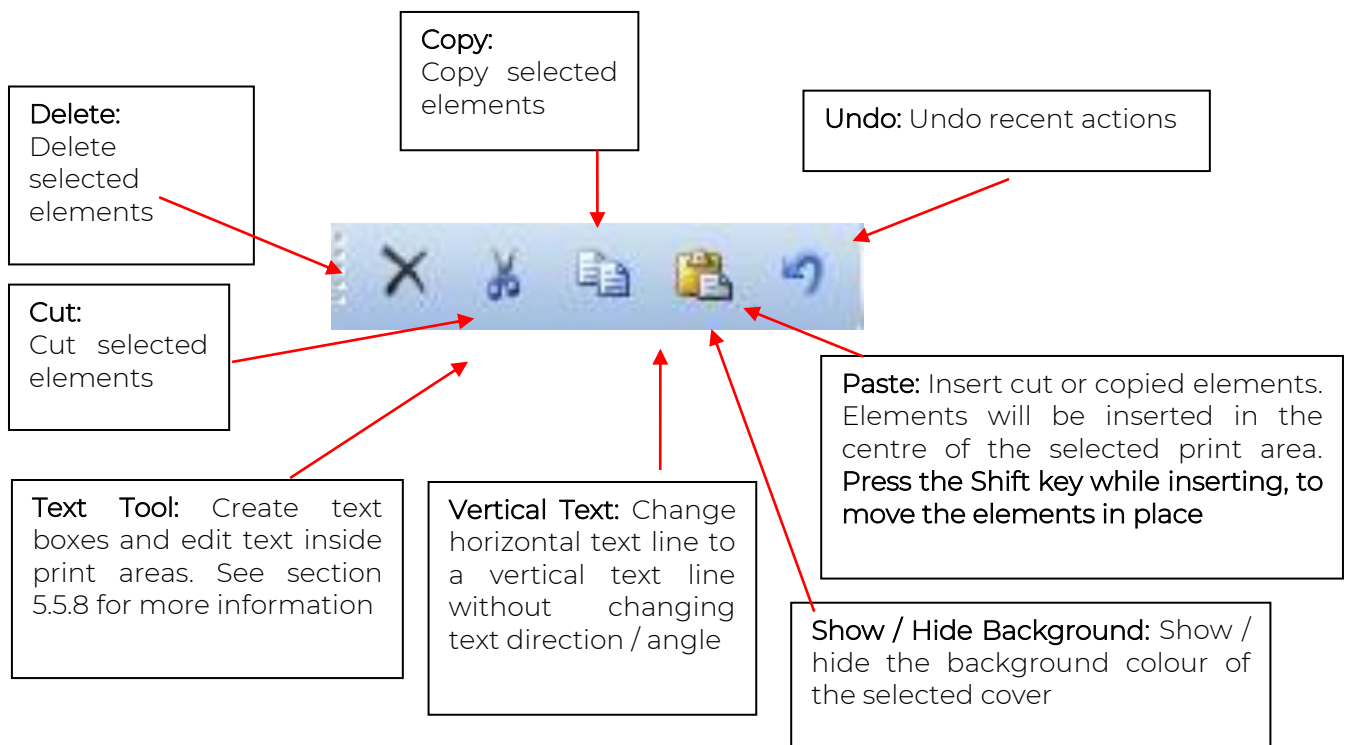 Copy:
Copy selected
elements
Delete:
Delete
selected
elements
Undo: Undo recent actions
Cut:
Cut selected
elements
Paste: Insert cut or copied elements.
Elements will be inserted in the
centre of the selected print area.
Press the Shift key while inserting, to
move the elements in place
Text Tool: Create text
boxes and edit text inside
print areas. See section
5.5.8 for more information
Vertical Text: Change
horizontal text line to
a vertical text line
without changing
text direction / angle
Show / Hide Background: Show /
hide the background colour of
the selected cover